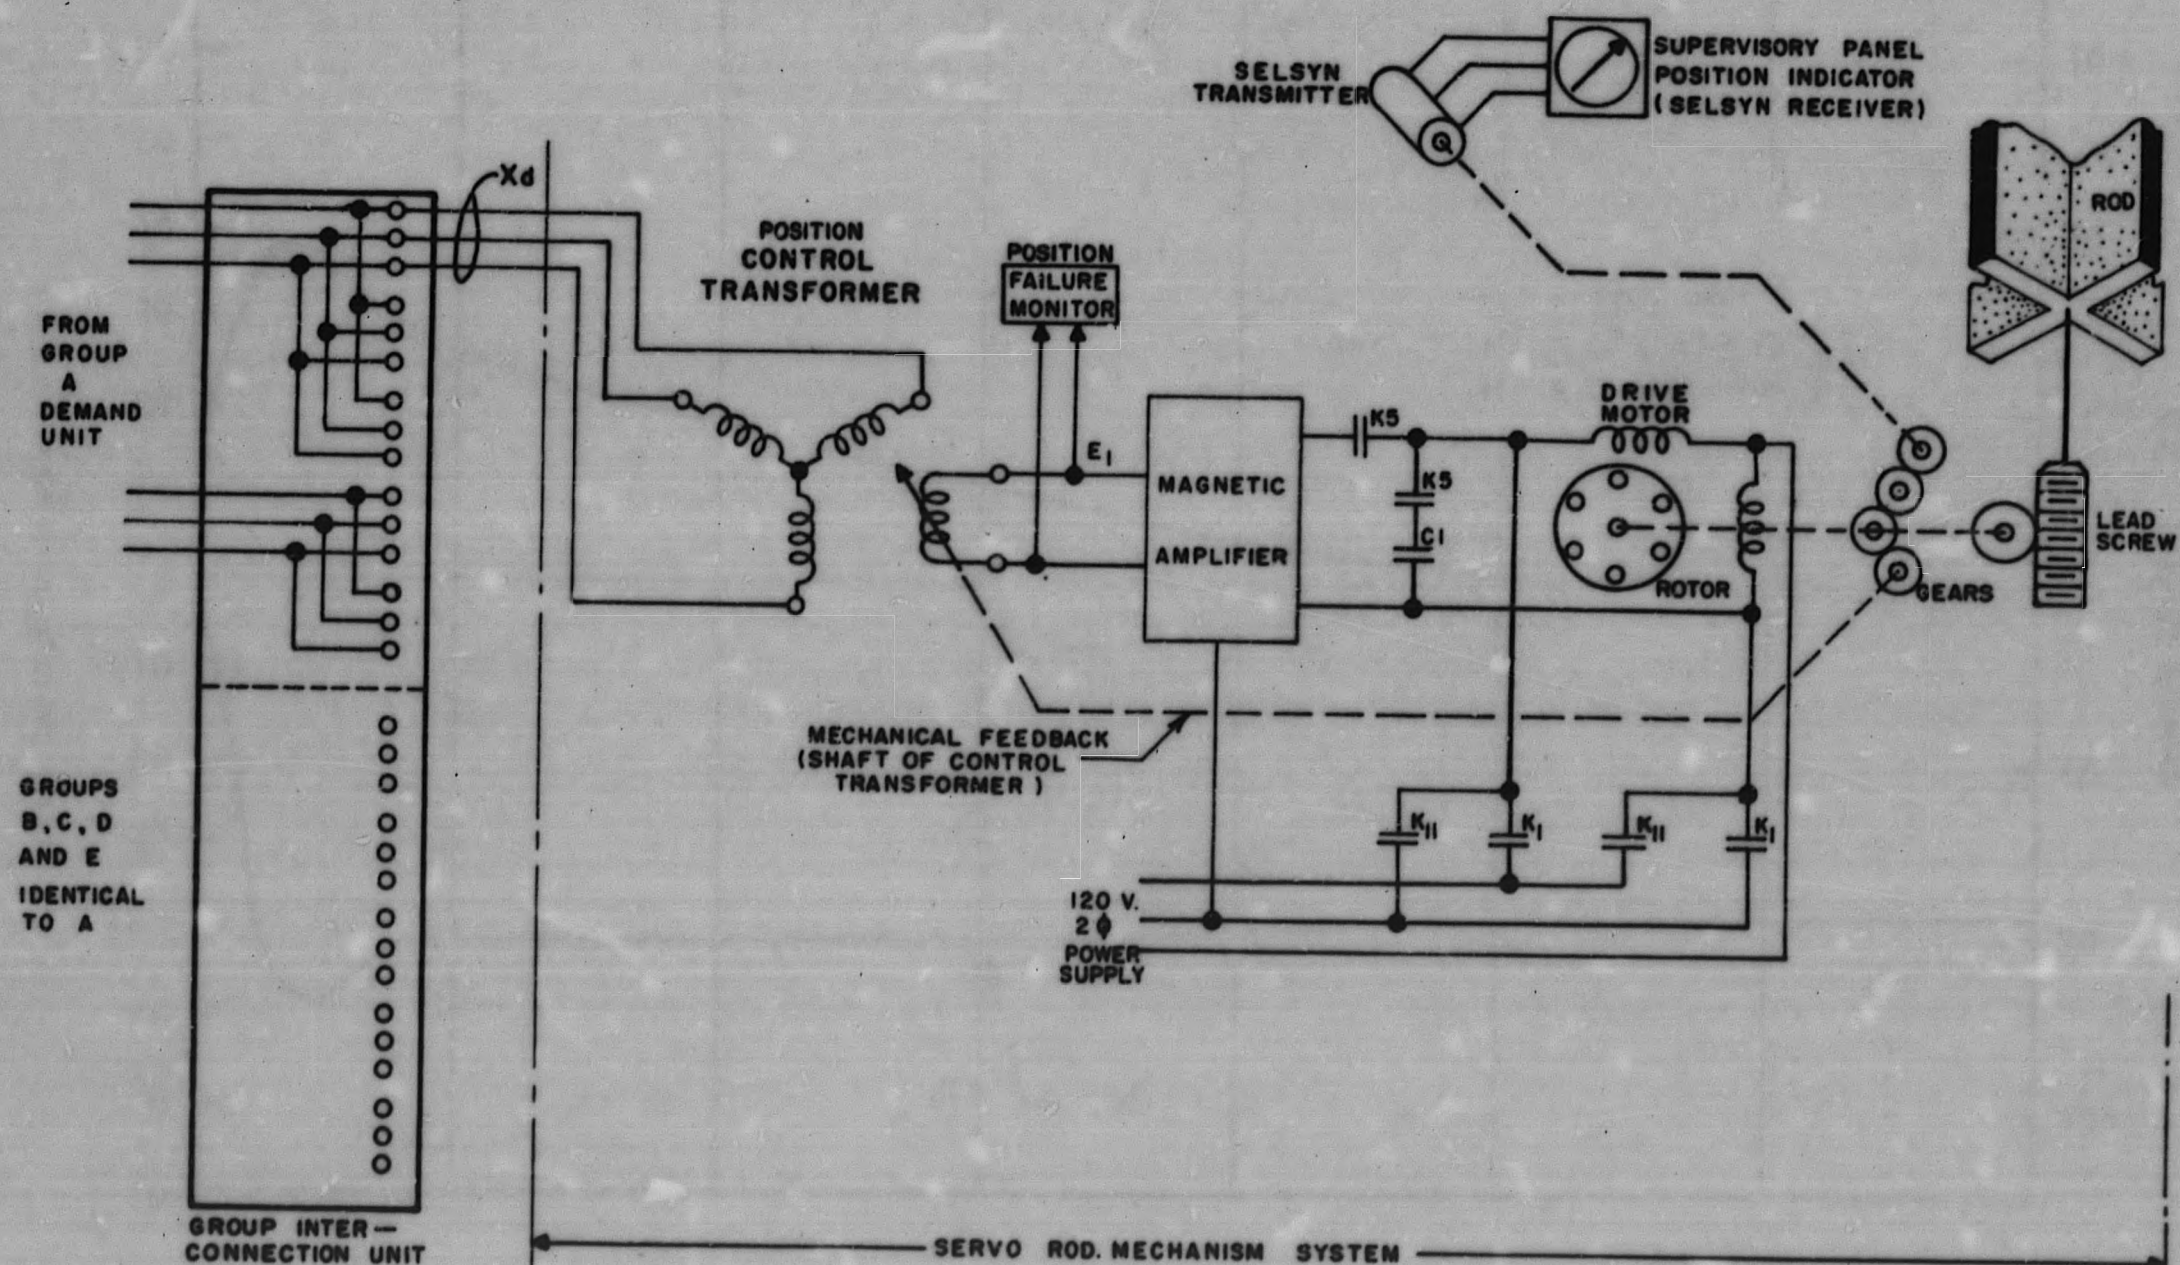 SUPERVISORY PANEL
POSITION INDICATOR
(SELSYN RECEIVER)
SELSYN
TRANSMITTER
Xd
ROD
POSITION
CONTROL
TRANSFORMER
POSITION
FAILURE
MONITOR
FROM
GROUP
A
DEMAND
UNIT
DRIVE
MOTOR
K5
E1
MAGNETIC
AMPLIFIER
K5
C1
ROTOR
GEARS
LEAD
SCREW
MECHANICAL FEEDBACK
(SHAFT OF CONTROL
TRANSFORMER)
GROUPS
B, C, D
AND E
IDENTICAL
TO A
K11
K1
K11
K1
120 V.
2 ϕ
POWER
SUPPLY
GROUP INTER-
CONNECTION UNIT
SERVO ROD. MECHANISM SYSTEM